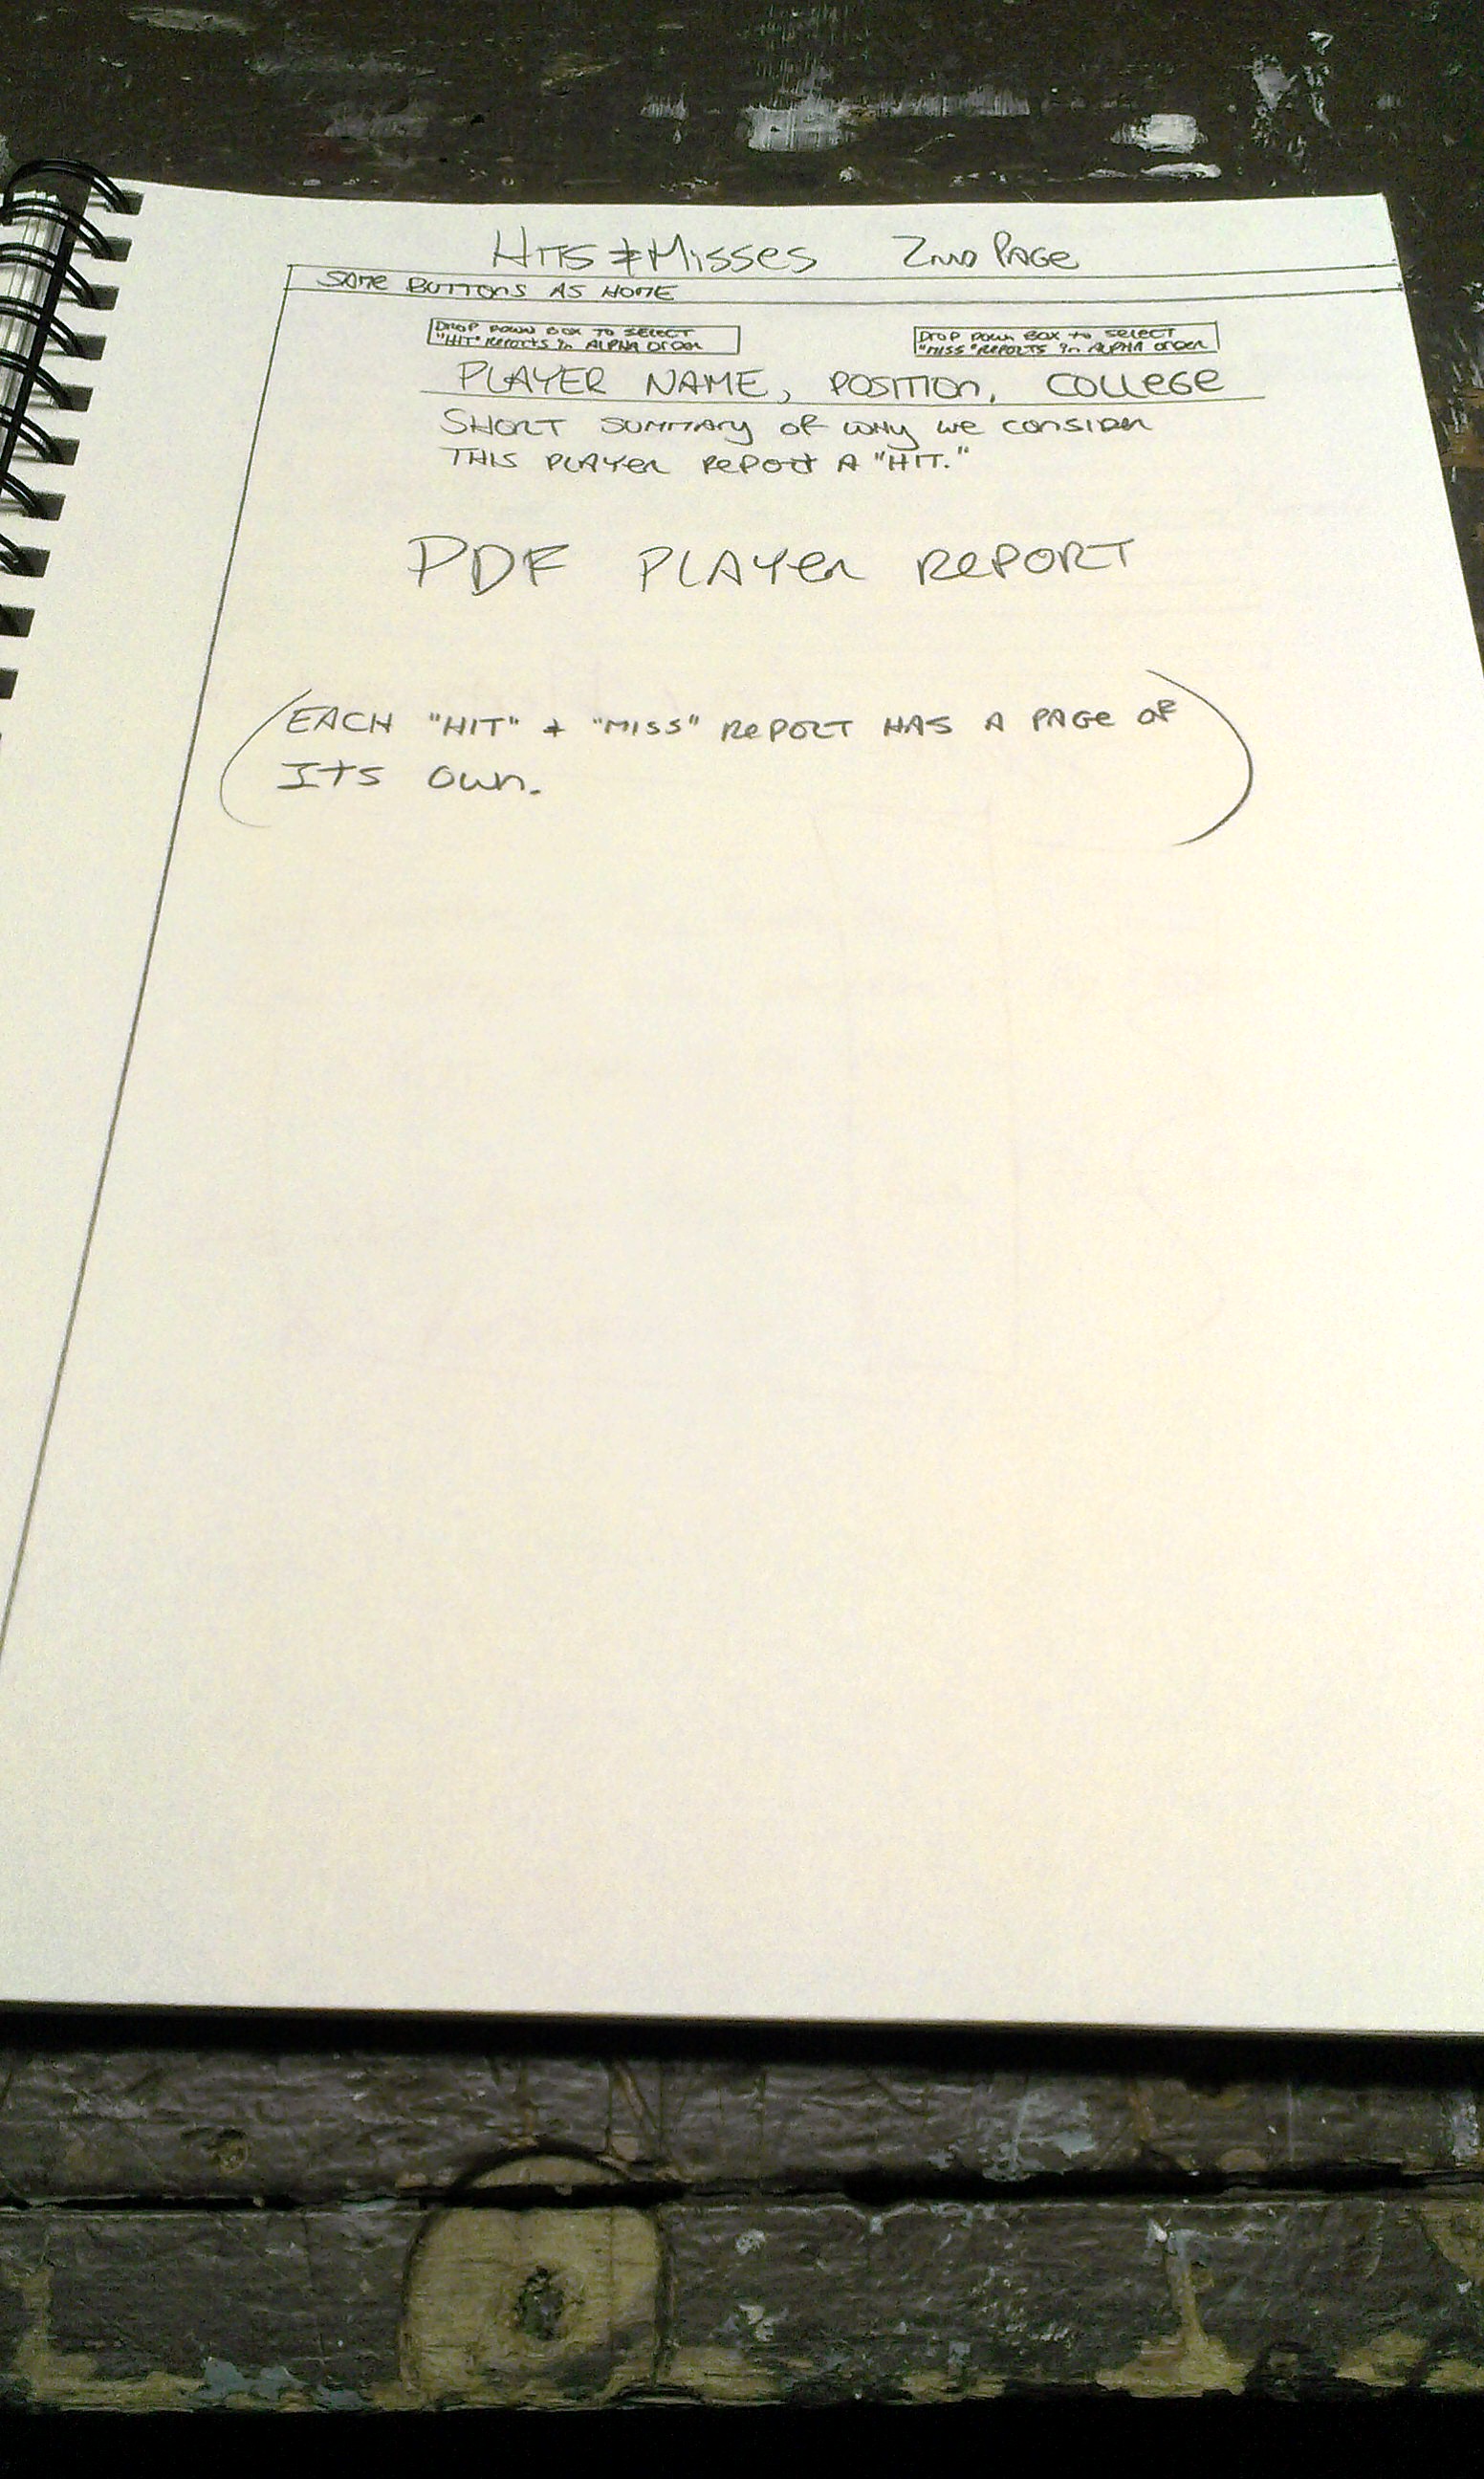 HITS & MISSES 2ND PAGE
SAME BUTTONS AS HOME
DROP DOWN BOX TO SELECT
"HIT" REPORTS IN ALPHA ORDER
DROP DOWN BOX TO SELECT
"MISS" REPORTS IN ALPHA ORDER
PLAYER NAME, POSITION, COLLEGE
SHORT SUMMARY OF WHY WE CONSIDER
THIS PLAYER REPORT A "HIT."
PDF PLAYER REPORT
(EACH "HIT" + "MISS" REPORT HAS A PAGE OF
ITS OWN.)